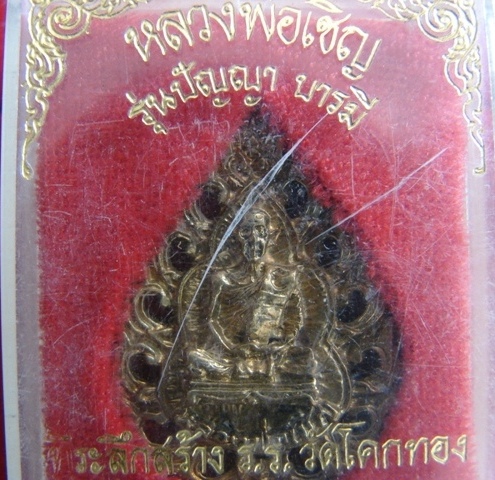 หลวงพ่อเชิญ
รุ่นปัญญา บารมี
ที่ระลึกสร้าง ร.ร. วัดโคกทอง